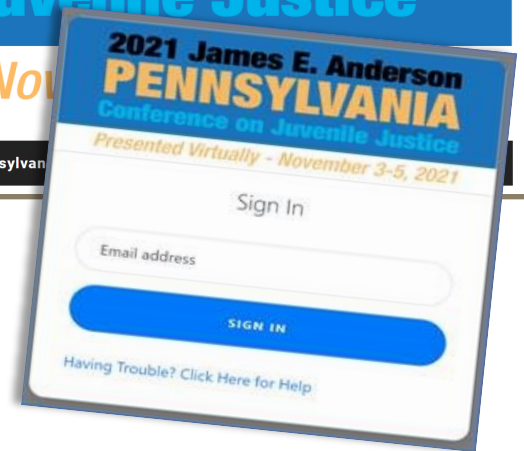 Juvenile Justice
Nov
sylvan
2021 James E. Anderson
PENNSYLVANIA
Conference on Juvenile Justice
Presented Virtually - November 3-5, 2021
Sign In
Email address
SIGN IN
Having Trouble? Click Here for Help